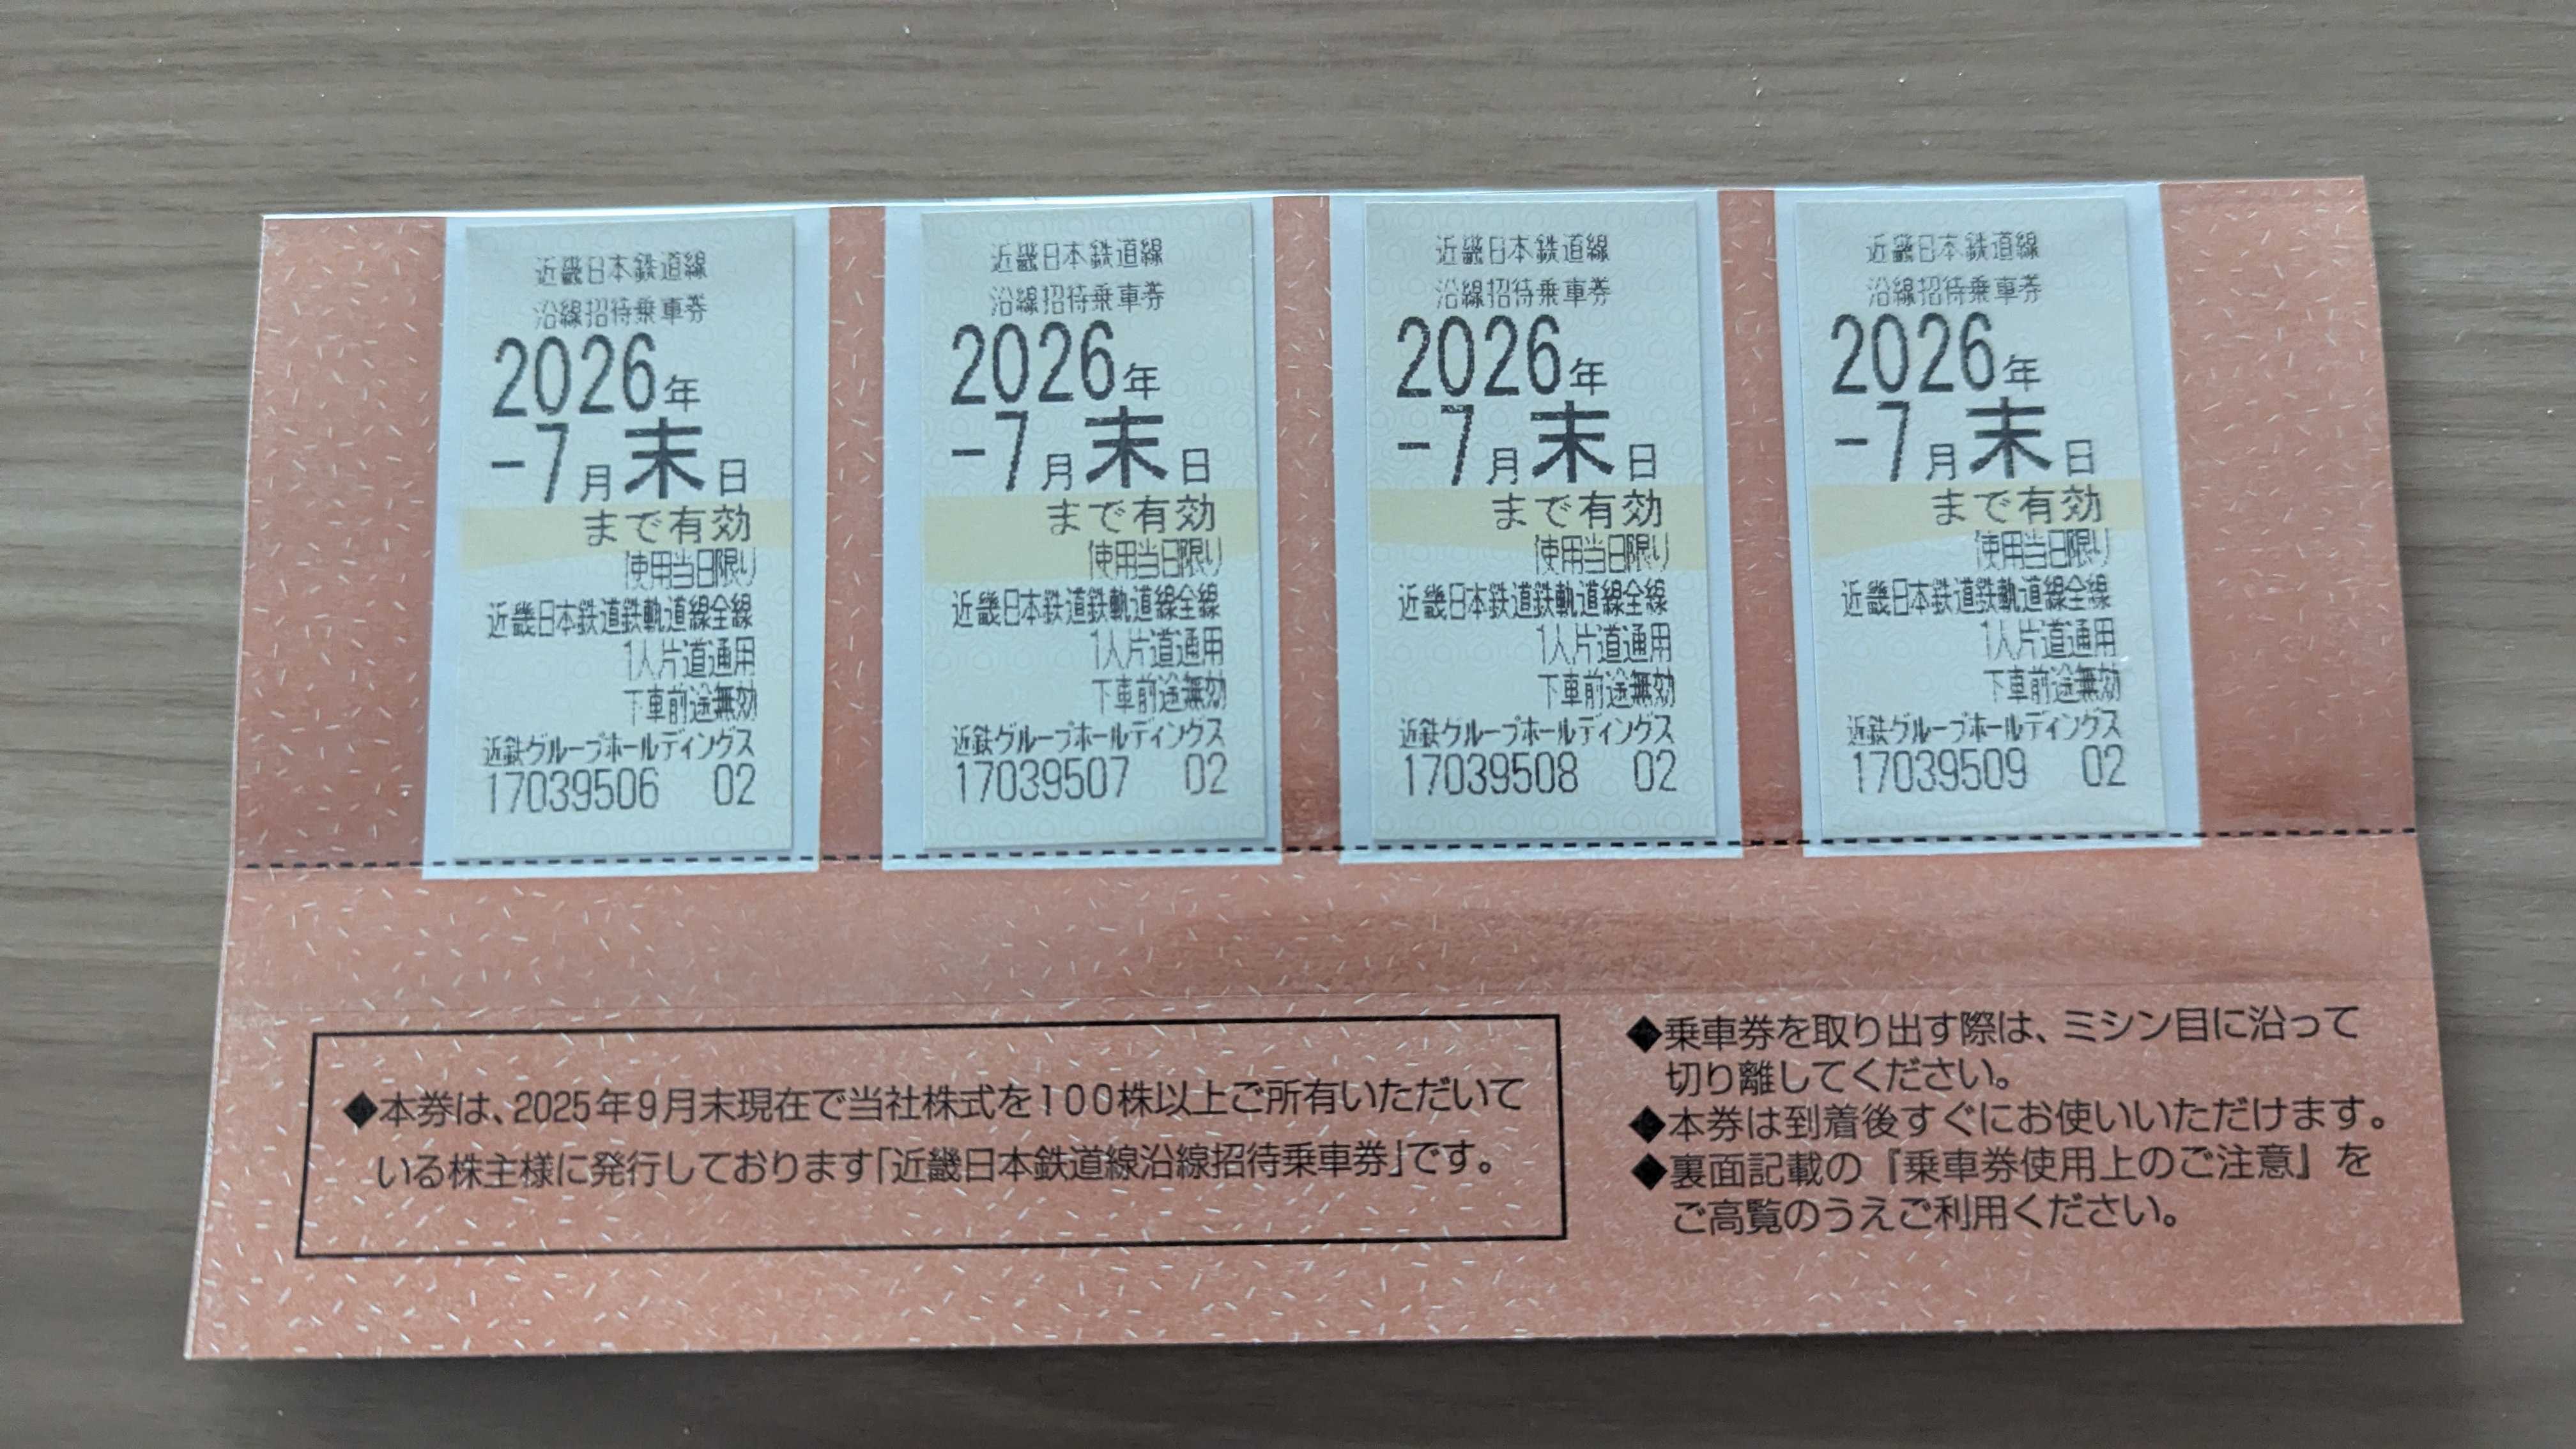 近畿日本鉄道線
沿線招待乗車券
2026年
-7月末日
まで有効
使用当日限り
近畿日本鉄道鉄軌道線全線
1人片道通用
下車前途無効
近鉄グループホールディングス
17039506 02
近畿日本鉄道線
沿線招待乗車券
2026年
-7月末日
まで有効
使用当日限り
近畿日本鉄道鉄軌道線全線
1人片道通用
下車前途無効
近鉄グループホールディングス
17039507 02
近畿日本鉄道線
沿線招待乗車券
2026年
-7月末日
まで有効
使用当日限り
近畿日本鉄道鉄軌道線全線
1人片道通用
下車前途無効
近鉄グループホールディングス
17039508 02
近畿日本鉄道線
沿線招待乗車券
2026年
-7月末日
まで有効
使用当日限り
近畿日本鉄道鉄軌道線全線
1人片道通用
下車前途無効
近鉄グループホールディングス
17039509 02
◆本券は、2025年9月末現在で当社株式を100株以上ご所有いただいて
いる株主様に発行しております「近畿日本鉄道線沿線招待乗車券」です。
◆乗車券を取り出す際は、ミシン目に沿って
切り離してください。
◆本券は到着後すぐにお使いいただけます。
◆裏面記載の『乗車券使用上のご注意』を
ご高覧のうえご利用ください。